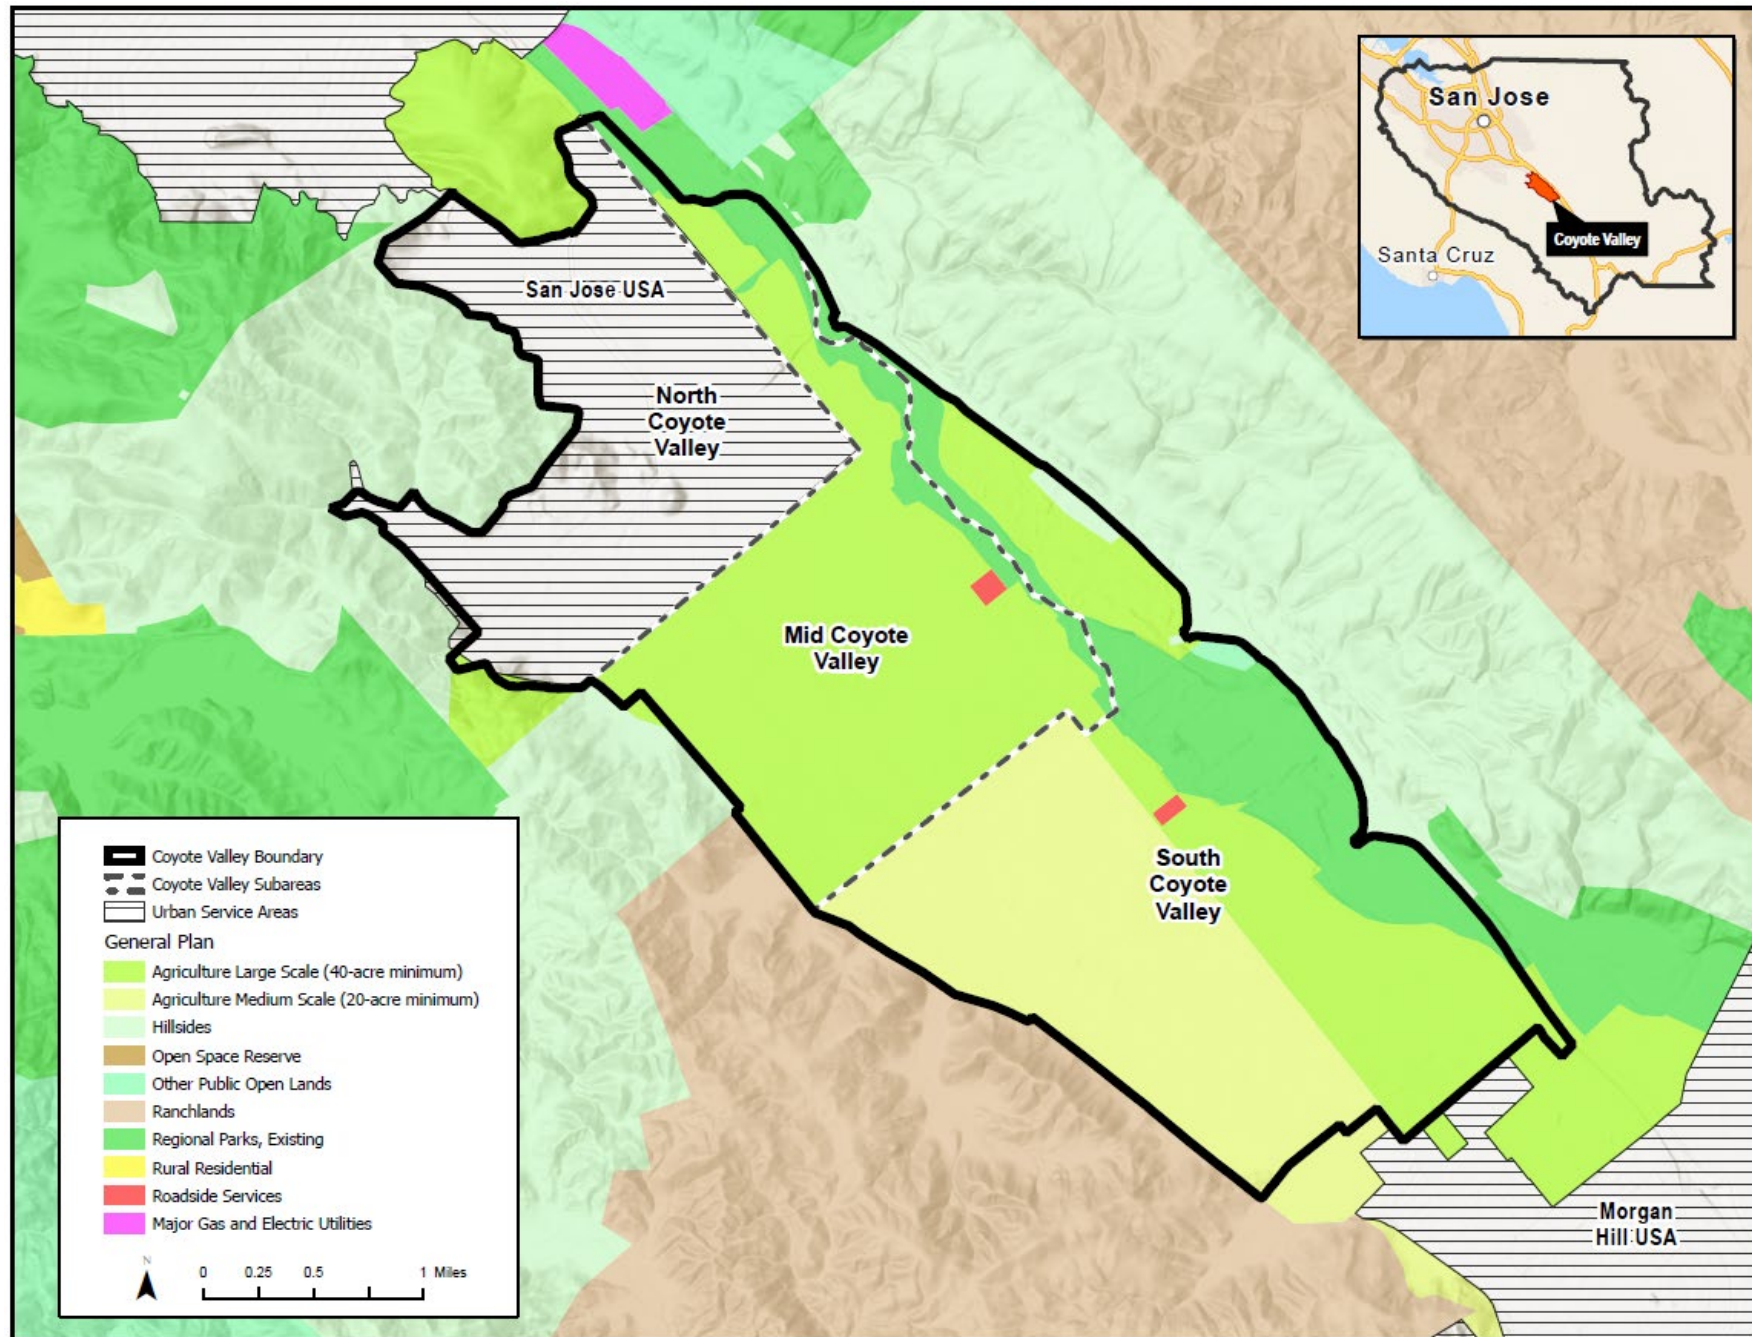 San Jose
Santa Cruz
Coyote Valley
San Jose USA
North
Coyote
Valley
Mid Coyote
Valley
South
Coyote
Valley
Morgan
Hill USA
Coyote Valley Boundary
Coyote Valley Subareas
Urban Service Areas
General Plan
Agriculture Large Scale (40-acre minimum)
Agriculture Medium Scale (20-acre minimum)
Hillsides
Open Space Reserve
Other Public Open Lands
Ranchlands
Regional Parks, Existing
Rural Residential
Roadside Services
Major Gas and Electric Utilities
N
0 0.25 0.5 1 Miles